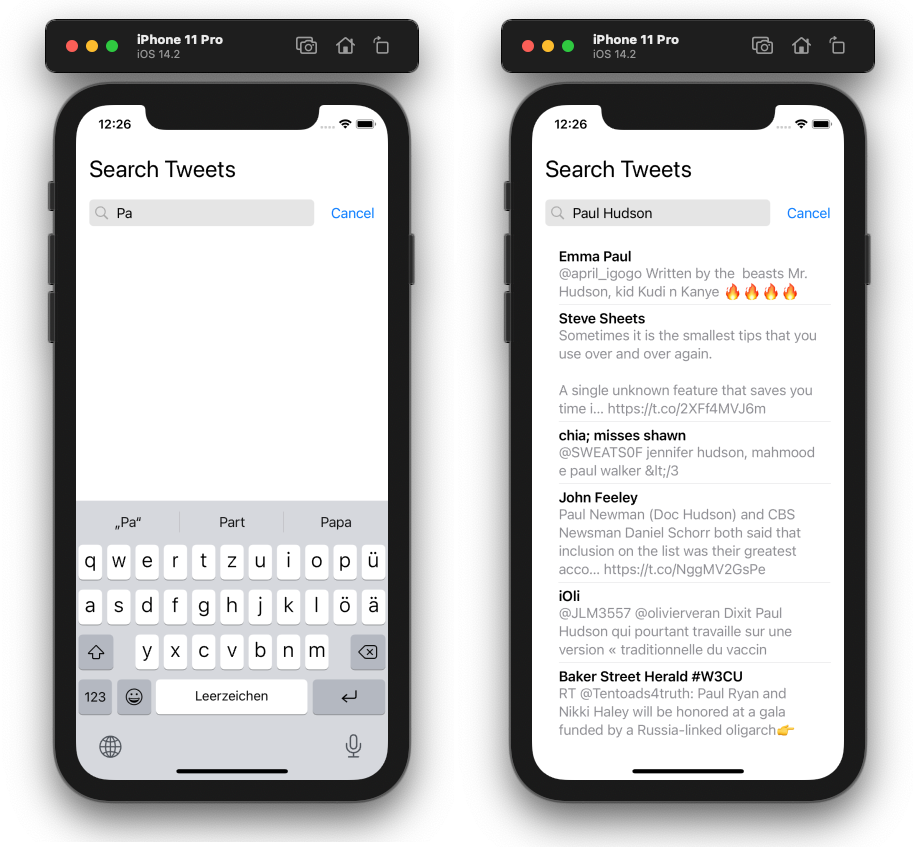 iPhone 11 Pro
iOS 14.2
12:26
Search Tweets
Pa
Cancel
„Pa“ Part Papa
q w e r t z u i o p ü
a s d f g h j k l ö ä
y x c v b n m
123 Leerzeichen
iPhone 11 Pro
iOS 14.2
12:26
Search Tweets
Paul Hudson
Cancel
Emma Paul
@april_igogo Written by the  beasts Mr.
Hudson, kid Kudi n Kanye 🔥🔥🔥🔥
Steve Sheets
Sometimes it is the smallest tips that you
use over and over again.
A single unknown feature that saves you
time i... https://t.co/2XFf4MVJ6m
chia; misses shawn
@SWEATS0F jennifer hudson, mahmood
e paul walker &lt;/3
John Feeley
Paul Newman (Doc Hudson) and CBS
Newsman Daniel Schorr both said that
inclusion on the list was their greatest
acco... https://t.co/NggMV2GsPe
iOli
@JLM3557 @olivierveran Dixit Paul
Hudson qui pourtant travaille sur une
version « traditionnelle du vaccin
Baker Street Herald #W3CU
RT @Tentoads4truth: Paul Ryan and
Nikki Haley will be honored at a gala
funded by a Russia-linked oligarch👉